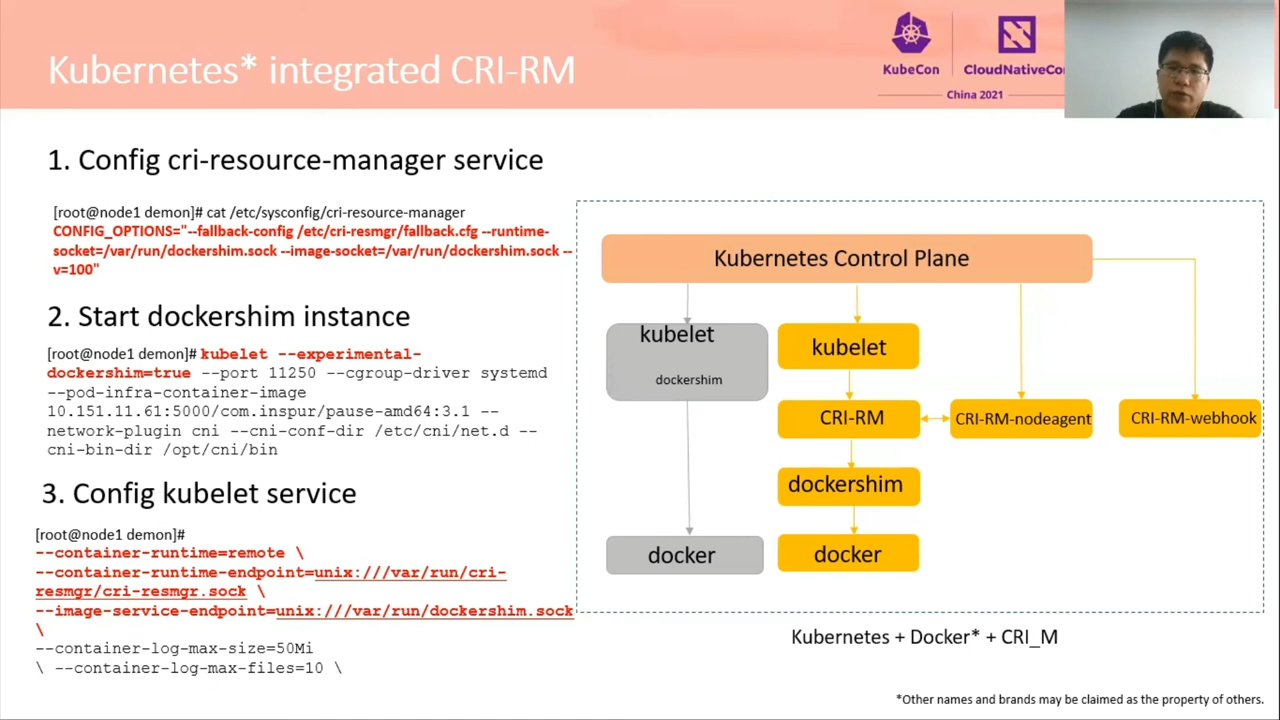 Kubernetes* integrated CRI-RM
KubeCon
CloudNativeCo
China 2021
1. Config cri-resource-manager service
[root@node1 demon]# cat /etc/sysconfig/cri-resource-manager
CONFIG_OPTIONS="--fallback-config /etc/cri-resmgr/fallback.cfg --runtime-
socket=/var/run/dockershim.sock --image-socket=/var/run/dockershim.sock --
v=100"
2. Start dockershim instance
[root@node1 demon]# kubelet --experimental-
dockershim=true --port 11250 --cgroup-driver systemd
--pod-infra-container-image
10.151.11.61:5000/com.inspur/pause-amd64:3.1 --
network-plugin cni --cni-conf-dir /etc/cni/net.d --
cni-bin-dir /opt/cni/bin
3. Config kubelet service
[root@node1 demon]#
--container-runtime=remote \
--container-runtime-endpoint=unix:///var/run/cri-
resmgr/cri-resmgr.sock \
--image-service-endpoint=unix:///var/run/dockershim.sock
\
--container-log-max-size=50Mi
\ --container-log-max-files=10 \
Kubernetes Control Plane
kubelet
dockershim
docker
kubelet
CRI-RM
dockershim
docker
CRI-RM-nodeagent
CRI-RM-webhook
Kubernetes + Docker* + CRI_M
*Other names and brands may be claimed as the property of others.